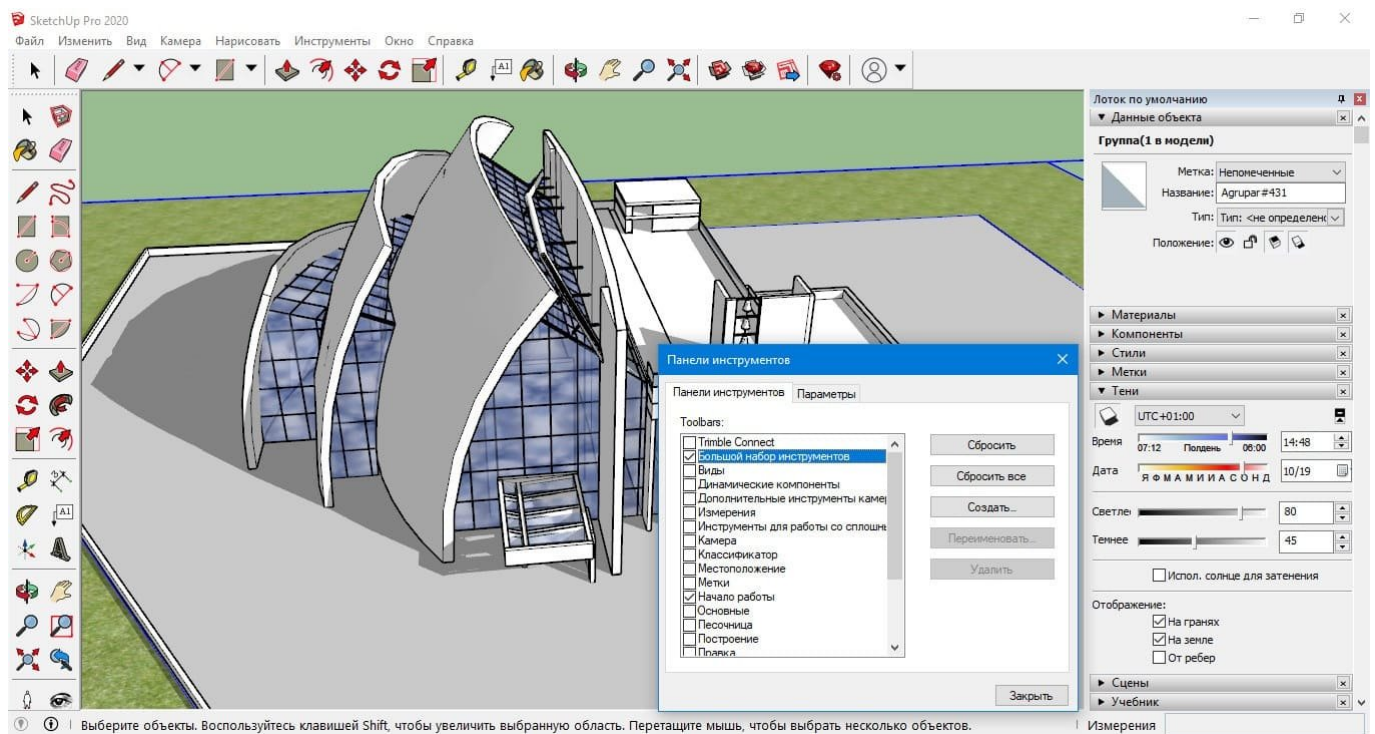 SketchUp Pro 2020
Файл Изменить Вид Камера Нарисовать Инструменты Окно Справка
A1
Лоток по умолчанию
Данные объекта
Группа(1 в модели)
Метка: Непомеченные
Название: Agrupar#431
Тип: Тип: <не определено
Положение:
Материалы
Компоненты
Стили
Метки
Тени
UTC+01:00
Время 07:12 Полдень 06:00 14:48
Дата Я Ф М А М И И А С О Н Д 10/19
Светлее 80
Темнее 45
Испол. солнце для затенения
Отображение:
На гранях
На земле
От ребер
Сцены
Учебник
Панели инструментов
Панели инструментов Параметры
Toolbars:
Trimble Connect
Большой набор инструментов
Виды
Динамические компоненты
Дополнительные инструменты камер
Измерения
Инструменты для работы со сплошн
Камера
Классификатор
Местоположение
Метки
Начало работы
Основные
Песочница
Построение
Правка
Сбросить
Сбросить все
Создать...
Переименовать...
Удалить
Закрыть
A1
Выберите объекты. Воспользуйтесь клавишей Shift, чтобы увеличить выбранную область. Перетащите мышь, чтобы выбрать несколько объектов.
Измерения